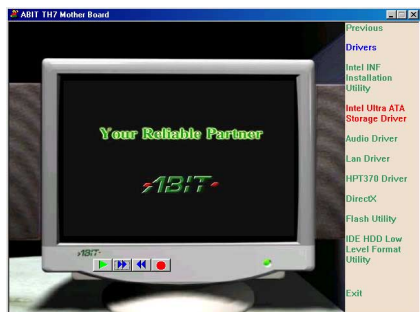 ABIT TH7 Mother Board
Previous
Drivers
Intel INF
Installation
Utility
Intel Ultra ATA
Storage Driver
Audio Driver
Lan Driver
HPT370 Driver
DirectX
Flash Utility
IDE HDD Low
Level Format
Utility
Exit
Your Reliable Partner
ABIT
ABIT